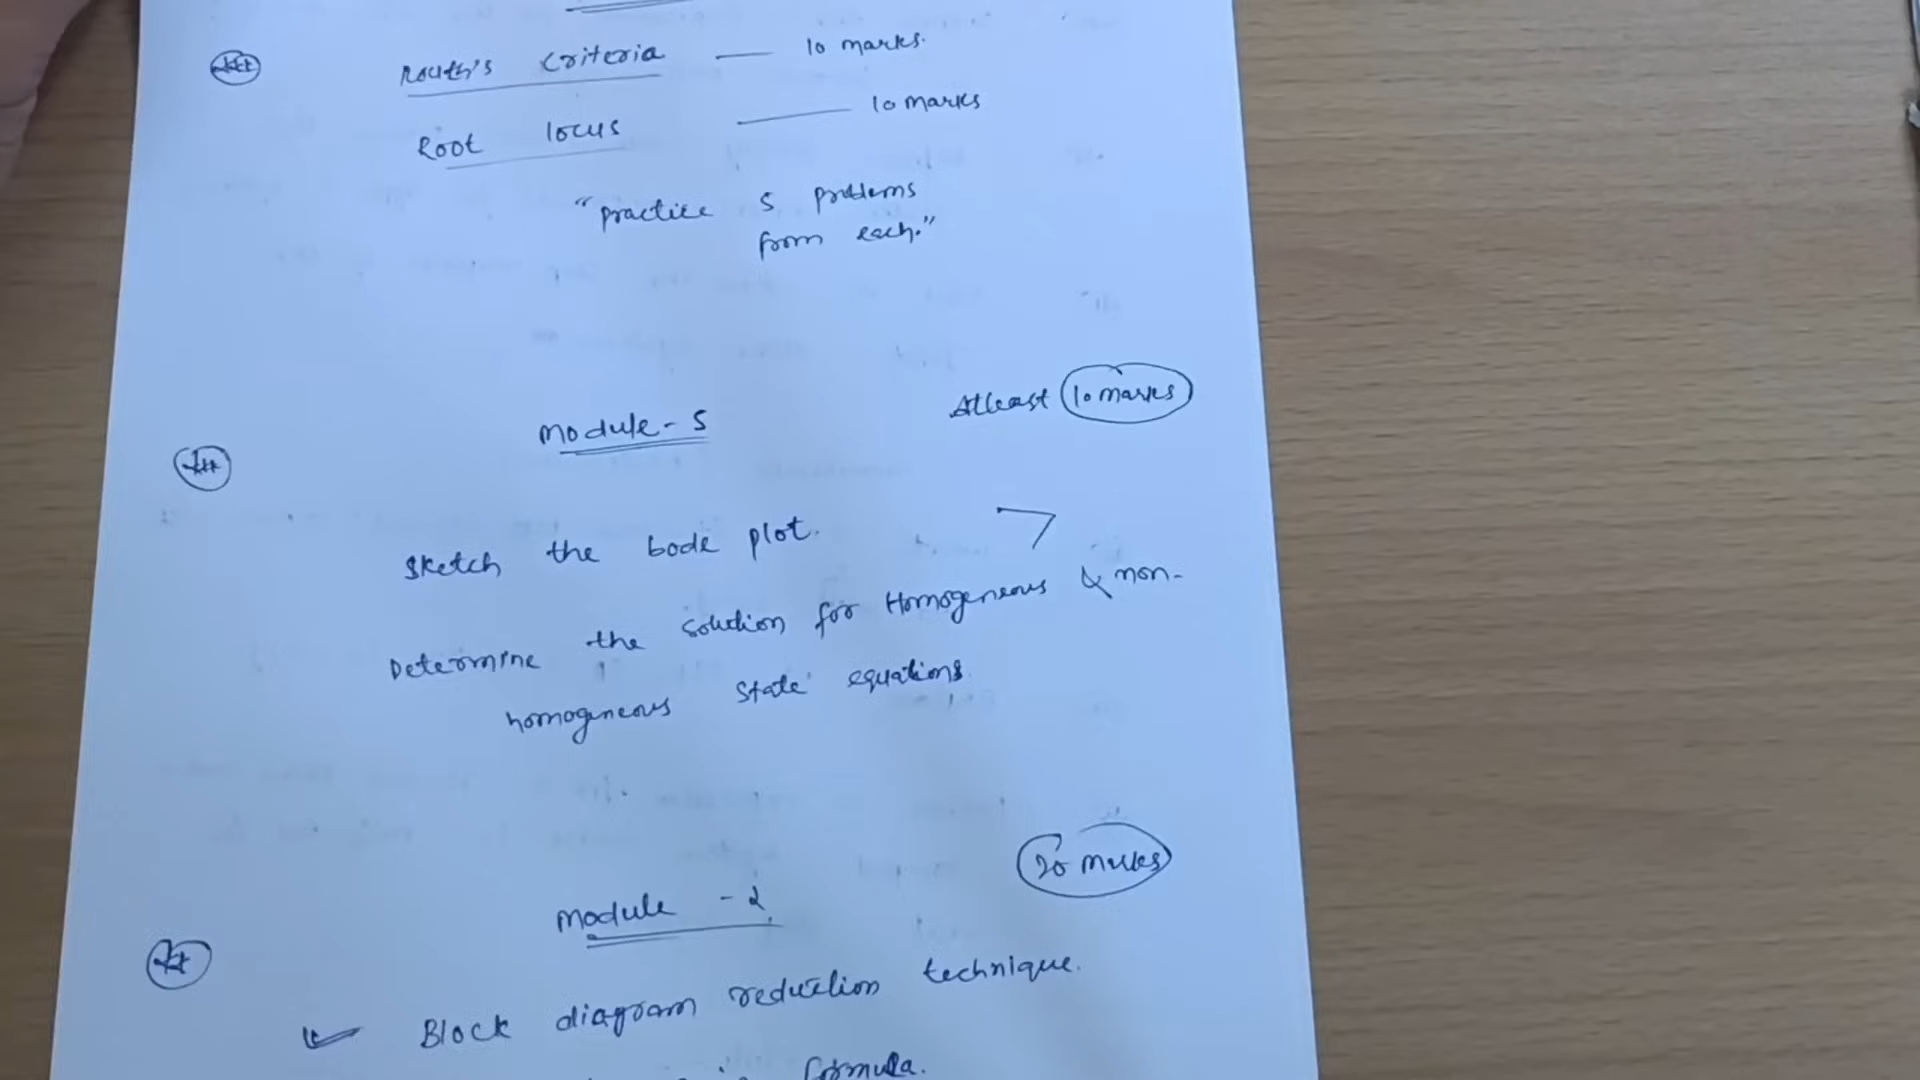 Routh's Criteria — 10 marks.
Root locus — 10 marks
"practice 5 problems
from each."
Atleast 10 marks
Module - 5
Sketch the bode plot.
Determine the solution for Homogeneous & non-
homogeneous state equations.
20 marks
Module - 2
Block diagram reduction technique.
formula.